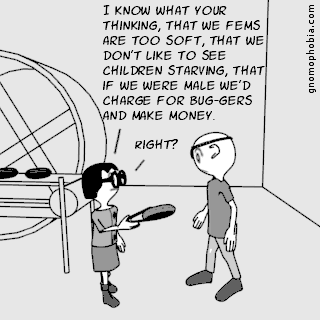 I KNOW WHAT YOUR
THINKING, THAT WE FEMS
ARE TOO SOFT, THAT WE
DON'T LIKE TO SEE
CHILDREN STARVING, THAT
IF WE WERE MALE WE'D
CHARGE FOR BUG-GERS
AND MAKE MONEY.
RIGHT?
gnomophobia.com